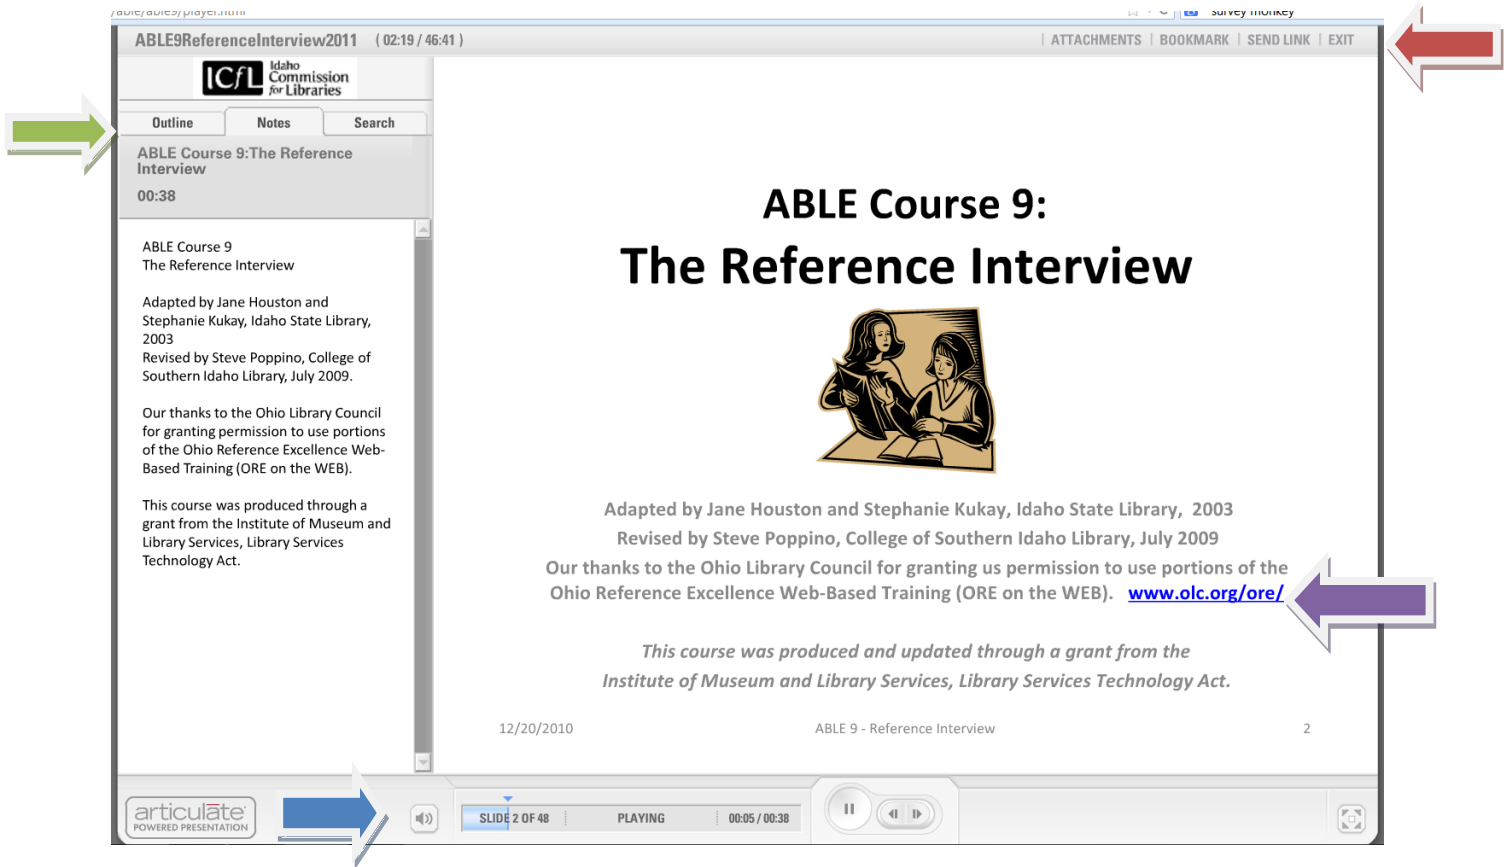 /able/able9/player.html
survey monkey
ABLE9ReferenceInterview2011 ( 02:19 / 46:41 )
ATTACHMENTS | BOOKMARK | SEND LINK | EXIT
ICfL Idaho
Commission
for Libraries
Outline Notes Search
ABLE Course 9:The Reference
Interview
00:38
ABLE Course 9
The Reference Interview
Adapted by Jane Houston and
Stephanie Kukay, Idaho State Library,
2003
Revised by Steve Poppino, College of
Southern Idaho Library, July 2009.
Our thanks to the Ohio Library Council
for granting permission to use portions
of the Ohio Reference Excellence Web-
Based Training (ORE on the WEB).
This course was produced through a
grant from the Institute of Museum and
Library Services, Library Services
Technology Act.
ABLE Course 9:
The Reference Interview
Adapted by Jane Houston and Stephanie Kukay, Idaho State Library, 2003
Revised by Steve Poppino, College of Southern Idaho Library, July 2009
Our thanks to the Ohio Library Council for granting us permission to use portions of the
Ohio Reference Excellence Web-Based Training (ORE on the WEB). www.olc.org/ore/
This course was produced and updated through a grant from the
Institute of Museum and Library Services, Library Services Technology Act.
12/20/2010 ABLE 9 - Reference Interview 2
articulate
POWERED PRESENTATION
SLIDE 2 OF 48 PLAYING 00:05 / 00:38